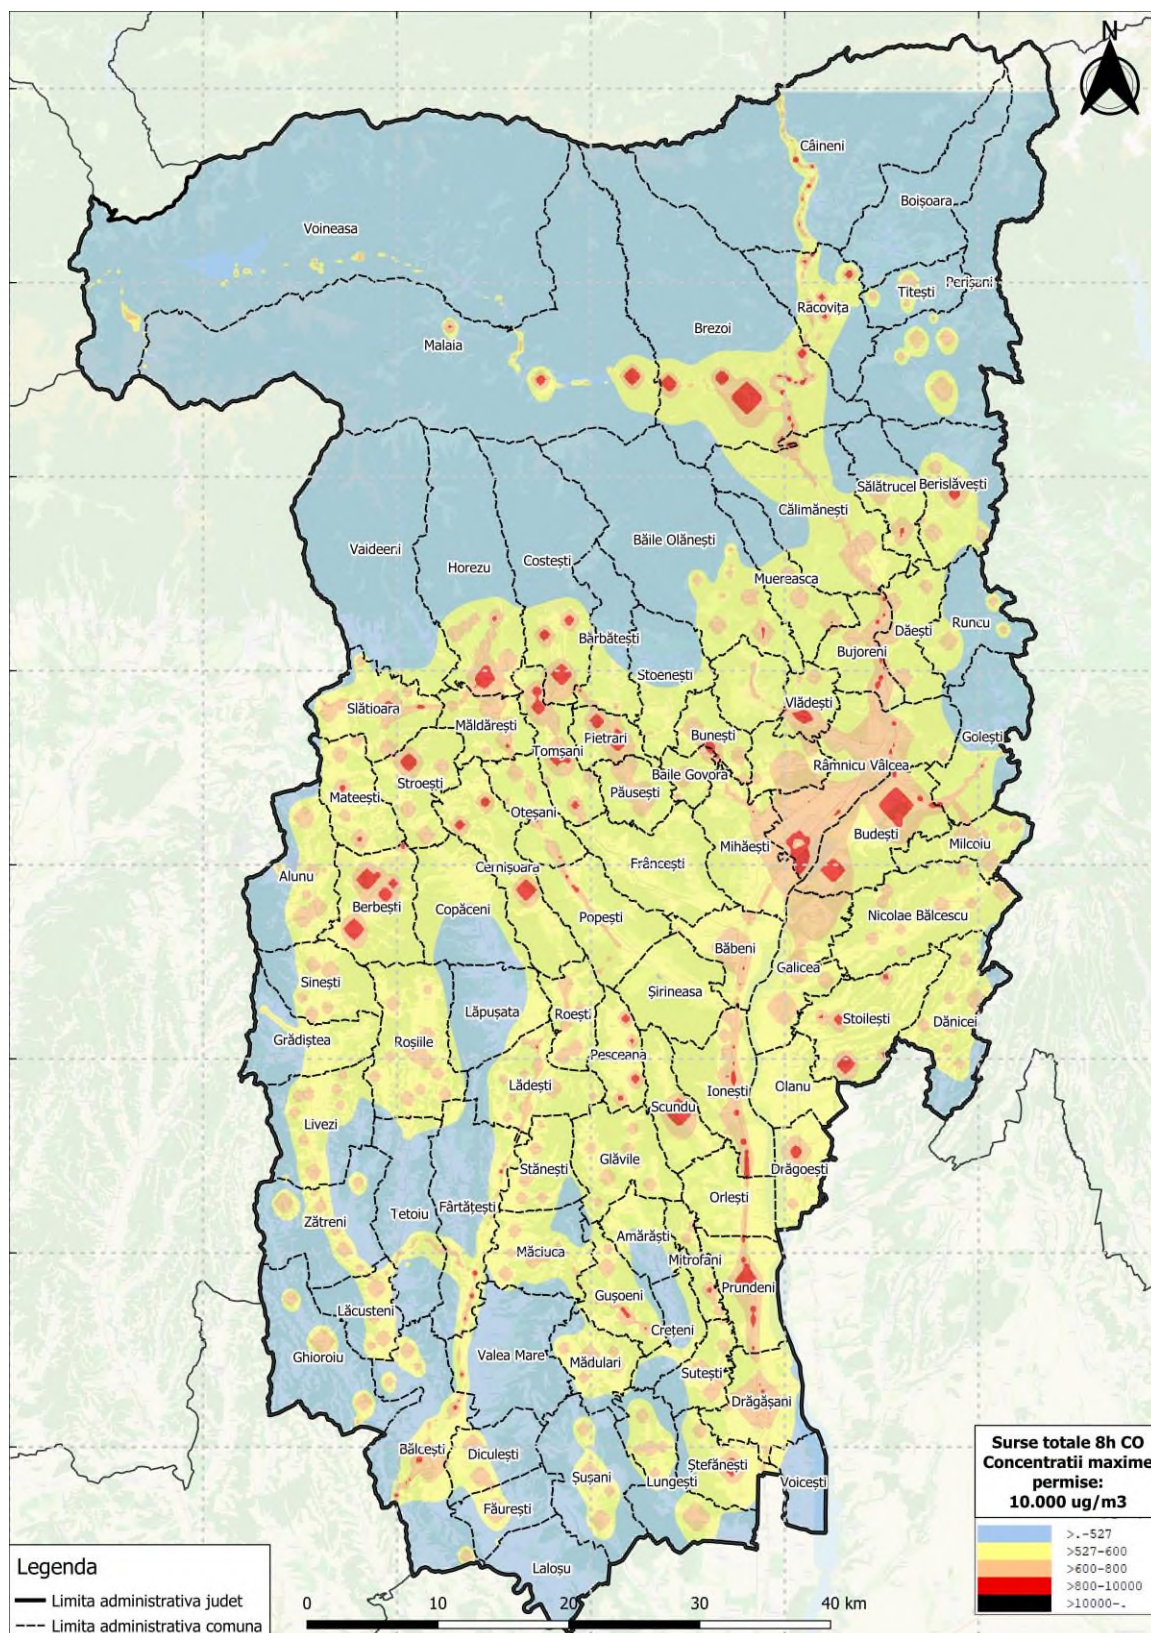 N
Câineni
Boișoara
Voineasa
Titești
Perișani
Racovița
Brezoi
Malaia
Sălătrucel
Berislăvești
Călimănești
Băile Olănești
Vaideeni
Costești
Horezu
Muereasca
Runcu
Dăești
Bărbătești
Bujoreni
Stoenești
Vlădești
Slătioara
Măldărești
Pietrari
Bunești
Golești
Tomșani
Râmnicu Vâlcea
Băile Govora
Stroești
Păusești
Mateești
Oteșani
Budești
Mihăești
Milcoiu
Frâncești
Cernișoara
Alunu
Berbești
Copăceni
Popești
Nicolae Bălcescu
Băbeni
Galicea
Sinești
Șirineasa
Lăpușata
Roești
Stoilești
Dănicei
Grădiștea
Roșiile
Pesceana
Lădești
Ionești
Olanu
Scundu
Livezi
Stănești
Glăvile
Drăgoești
Orlești
Zătreni
Tetoiu
Fârtățești
Amărăști
Măciuca
Mitrofani
Prundeni
Gușoeni
Lăcusteni
Crețeni
Ghioroiu
Valea Mare
Mădulari
Sutești
Drăgășani
Bălcești
Diculești
Ștefănești
Șușani
Lungești
Voicești
Făurești
Laloșu
Surse totale 8h CO
Concentratii maxime
permise:
10.000 ug/m3
>.-527
>527-600
>600-800
>800-10000
>10000-.
Legenda
Limita administrativa judet
Limita administrativa comuna
0 10 20 30 40 km